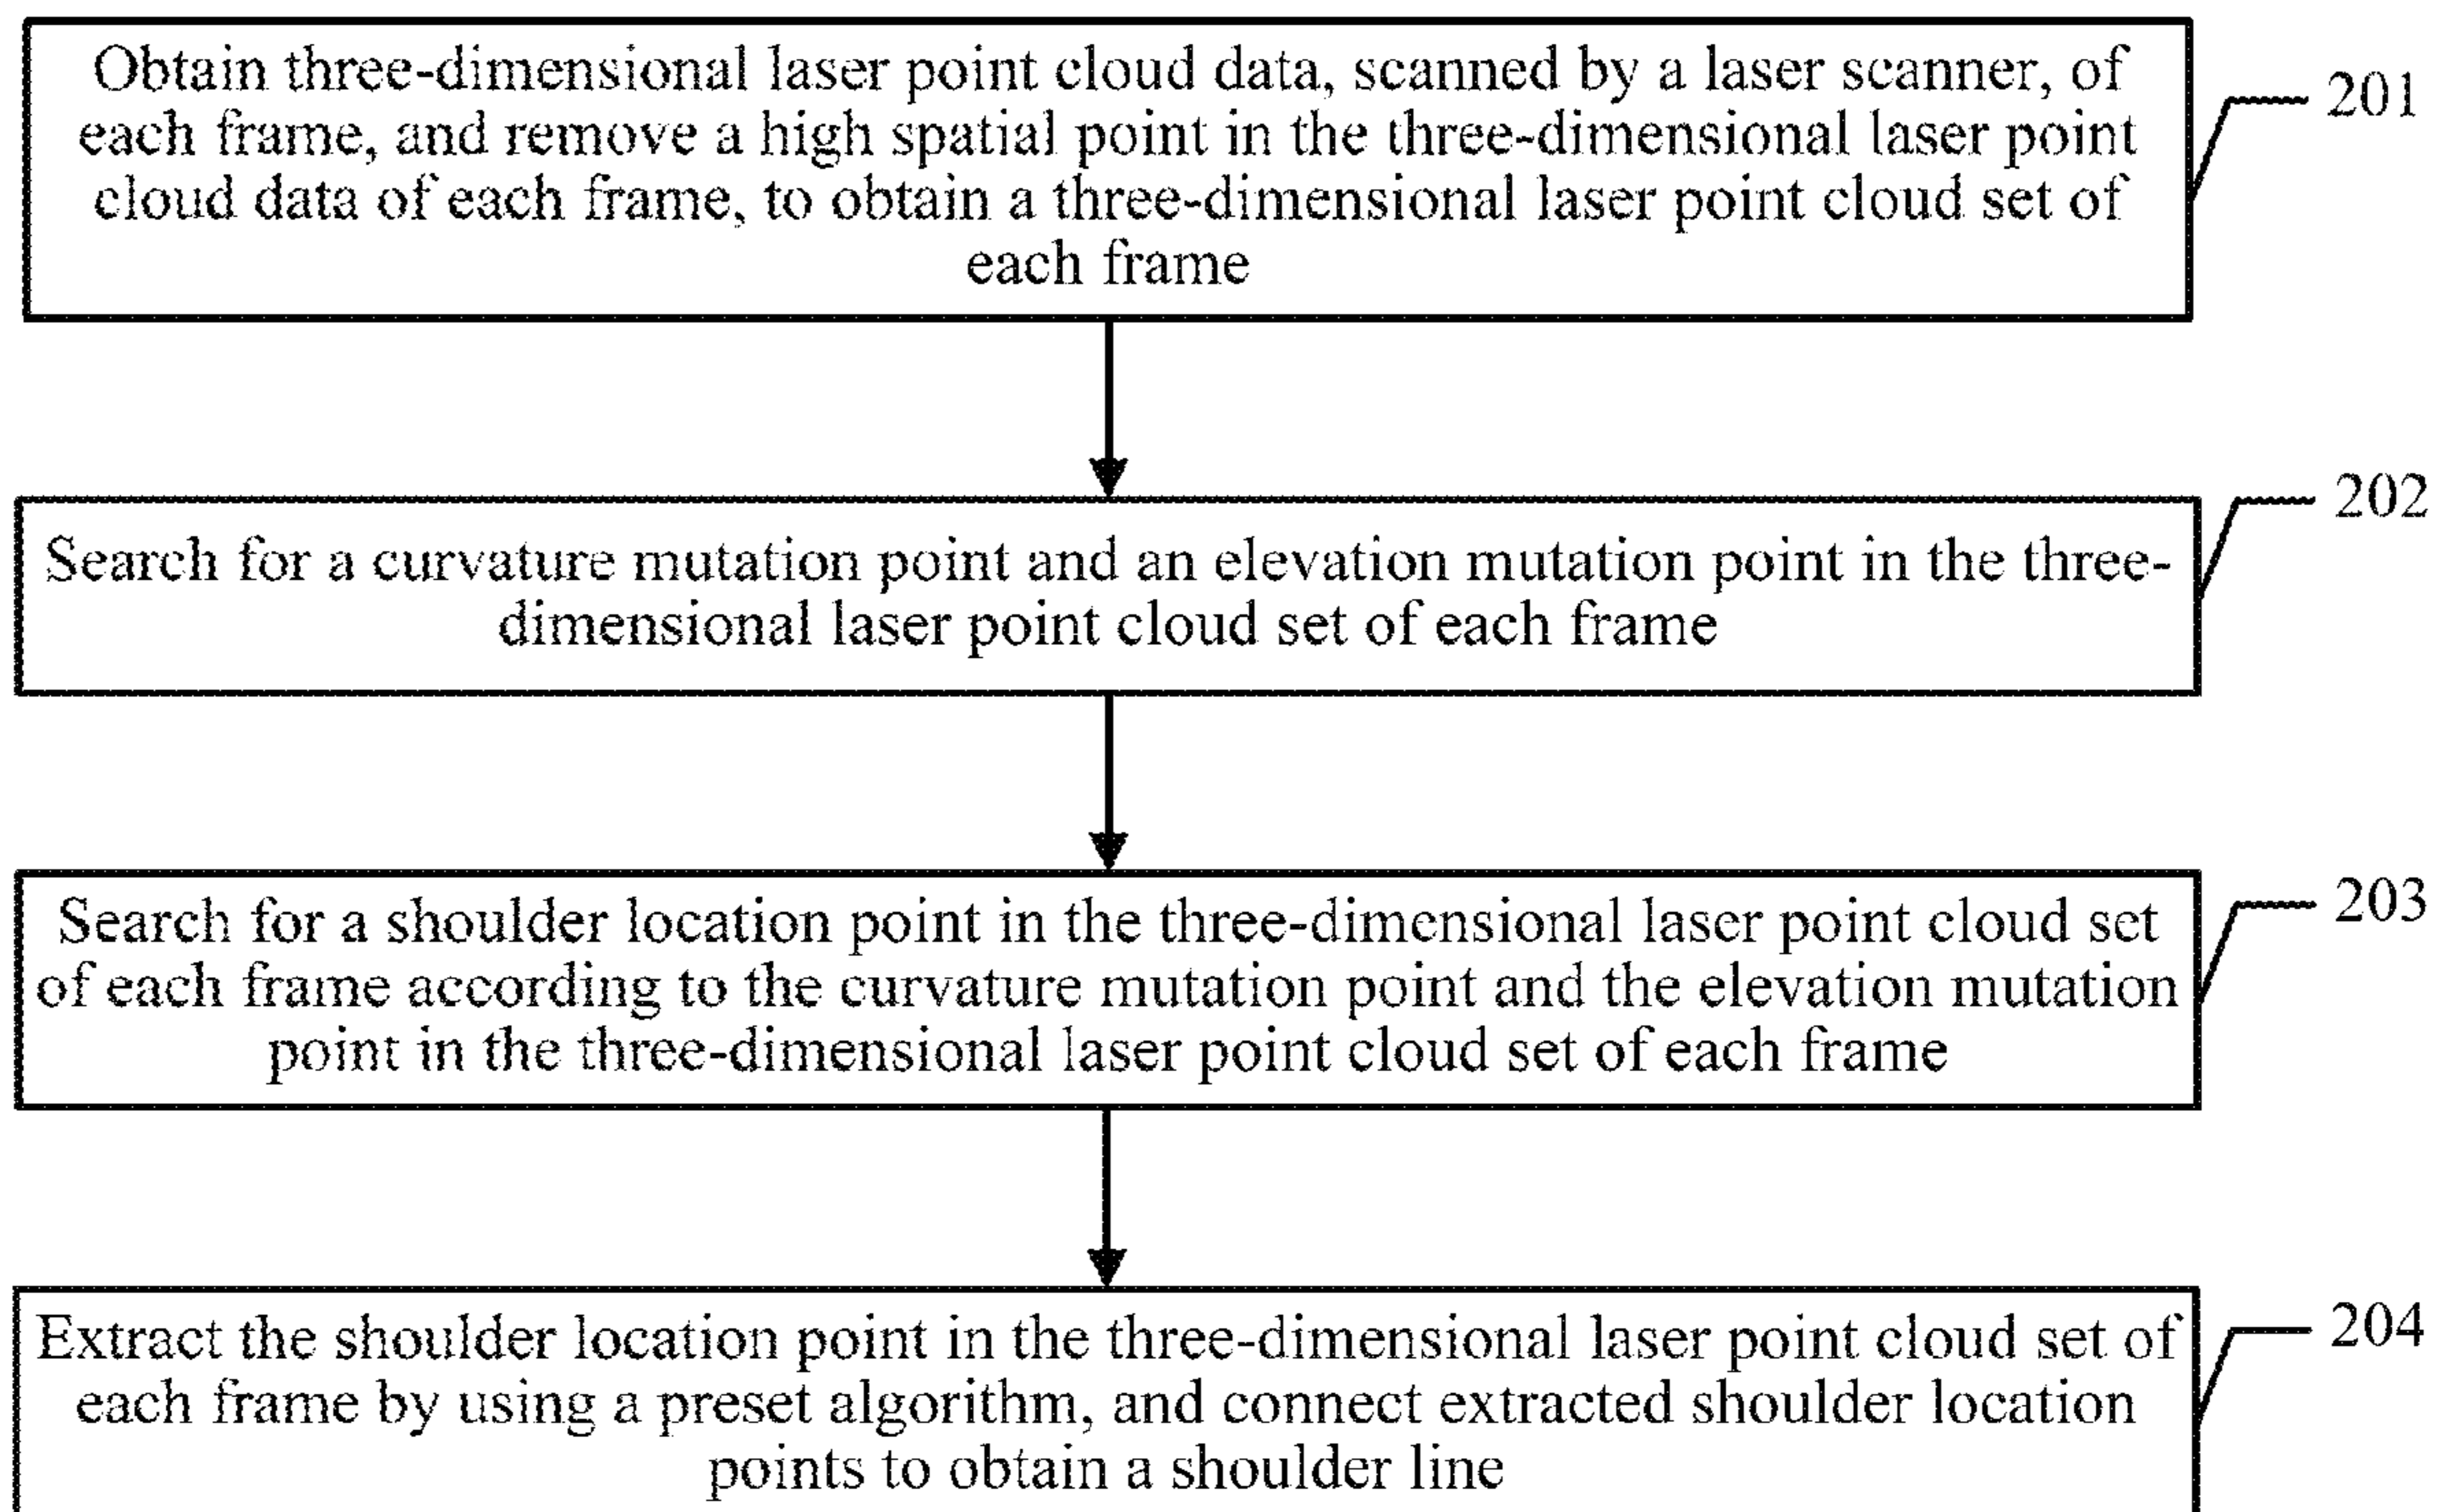 Obtain three-dimensional laser point cloud data, scanned by a laser scanner, of
each frame, and remove a high spatial point in the three-dimensional laser point
cloud data of each frame, to obtain a three-dimensional laser point cloud set of
each frame
201
Search for a curvature mutation point and an elevation mutation point in the three-
dimensional laser point cloud set of each frame
202
Search for a shoulder location point in the three-dimensional laser point cloud set
of each frame according to the curvature mutation point and the elevation mutation
point in the three-dimensional laser point cloud set of each frame
203
Extract the shoulder location point in the three-dimensional laser point cloud set of
each frame by using a preset algorithm, and connect extracted shoulder location
points to obtain a shoulder line
204